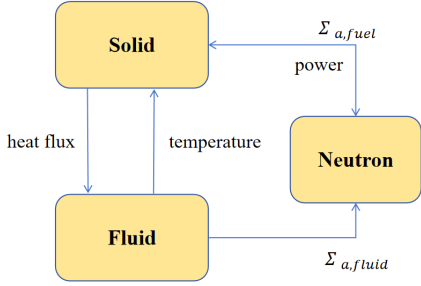 Σ a,fuel
Solid
power
heat flux
temperature
Neutron
Fluid
Σ a,fluid